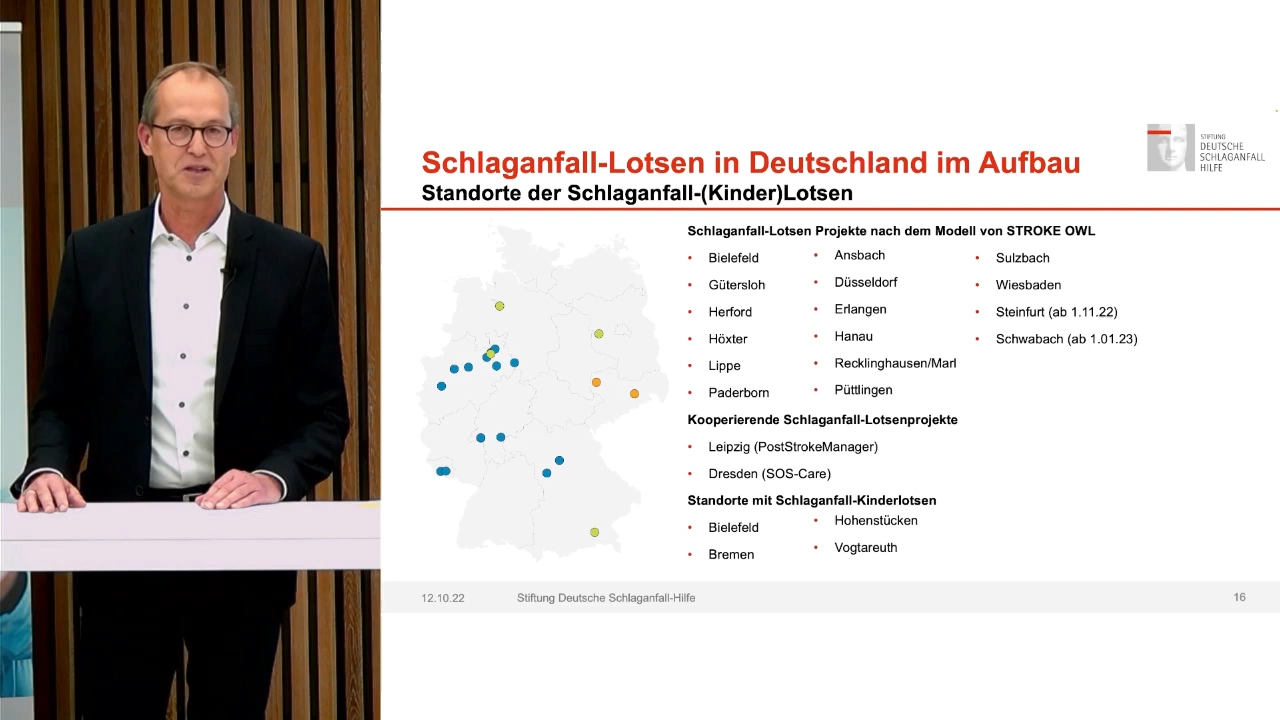 STIFTUNG
DEUTSCHE
SCHLAGANFALL
HILFE
Schlaganfall-Lotsen in Deutschland im Aufbau
Standorte der Schlaganfall-(Kinder)Lotsen
Schlaganfall-Lotsen Projekte nach dem Modell von STROKE OWL
• Bielefeld
• Gütersloh
• Herford
• Höxter
• Lippe
• Paderborn
• Ansbach
• Düsseldorf
• Erlangen
• Hanau
• Recklinghausen/Marl
• Püttlingen
• Sulzbach
• Wiesbaden
• Steinfurt (ab 1.11.22)
• Schwabach (ab 1.01.23)
Kooperierende Schlaganfall-Lotsenprojekte
• Leipzig (PostStrokeManager)
• Dresden (SOS-Care)
Standorte mit Schlaganfall-Kinderlotsen
• Bielefeld
• Bremen
• Hohenstücken
• Vogtareuth
12.10.22 Stiftung Deutsche Schlaganfall-Hilfe 16